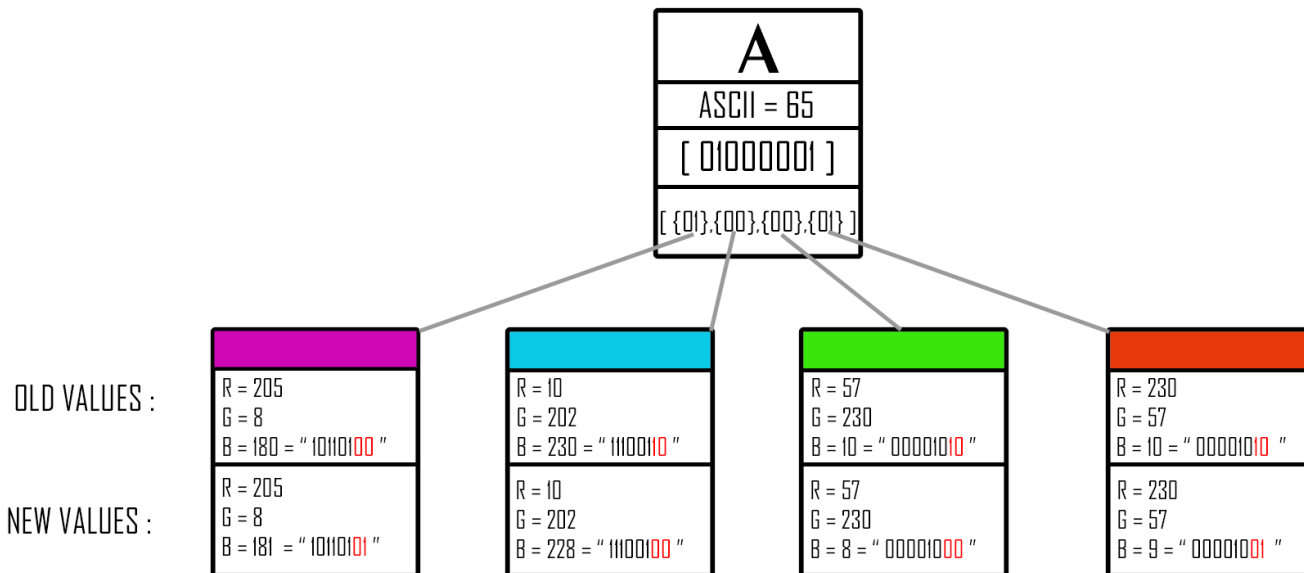 A
ASCII = 65
[ 01000001 ]
[ {01},{00},{00},{01} ]
OLD VALUES :
R = 205
G = 8
B = 180 = “ 10110100 ”
R = 10
G = 202
B = 230 = “ 11100110 ”
R = 57
G = 230
B = 10 = “ 00001010 ”
R = 230
G = 57
B = 10 = “ 00001010 ”
NEW VALUES :
R = 205
G = 8
B = 181 = “ 10110101 ”
R = 10
G = 202
B = 228 = “ 11100100 ”
R = 57
G = 230
B = 8 = “ 00001000 ”
R = 230
G = 57
B = 9 = “ 00001001 ”